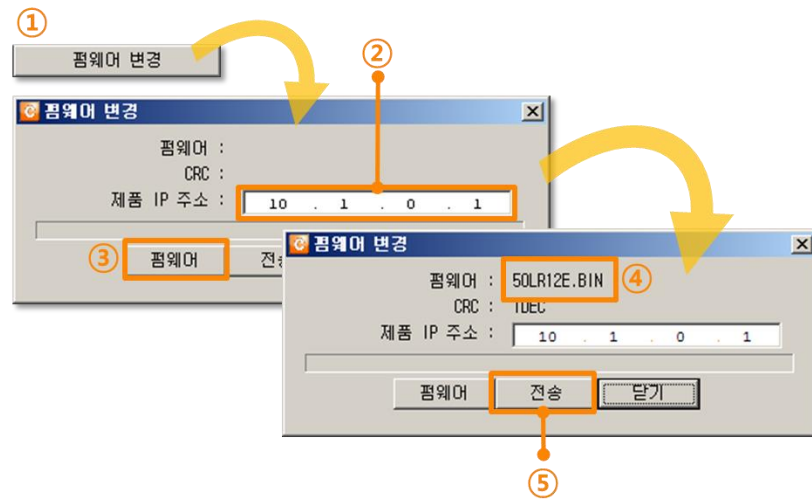 ①
펌웨어 변경
②
펌웨어 변경
펌웨어 :
CRC :
제품 IP 주소 : 10 . 1 . 0 . 1
③ 펌웨어
펌웨어 변경
펌웨어 : 50LR12E.BIN ④
CRC : 1DEC
제품 IP 주소 : 10 . 1 . 0 . 1
펌웨어 전송 닫기
⑤